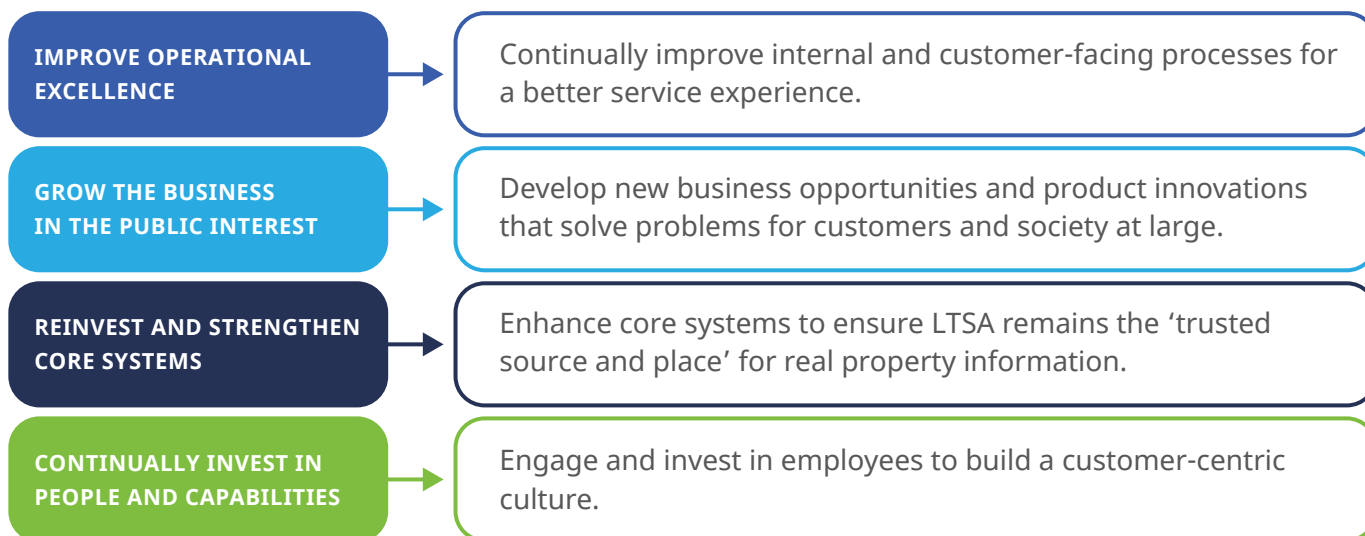 IMPROVE OPERATIONAL
EXCELLENCE
Continually improve internal and customer-facing processes for
a better service experience.
GROW THE BUSINESS
IN THE PUBLIC INTEREST
Develop new business opportunities and product innovations
that solve problems for customers and society at large.
REINVEST AND STRENGTHEN
CORE SYSTEMS
Enhance core systems to ensure LTSA remains the ‘trusted
source and place’ for real property information.
CONTINUALLY INVEST IN
PEOPLE AND CAPABILITIES
Engage and invest in employees to build a customer-centric
culture.